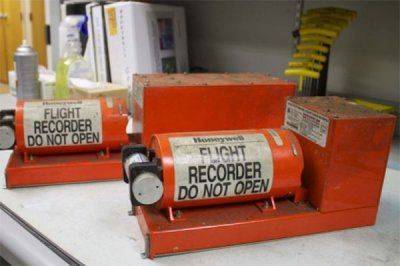 Honeywell
FLIGHT
RECORDER
DO NOT OPEN
Honeywell
FLIGHT
RECORDER
DO NOT OPEN